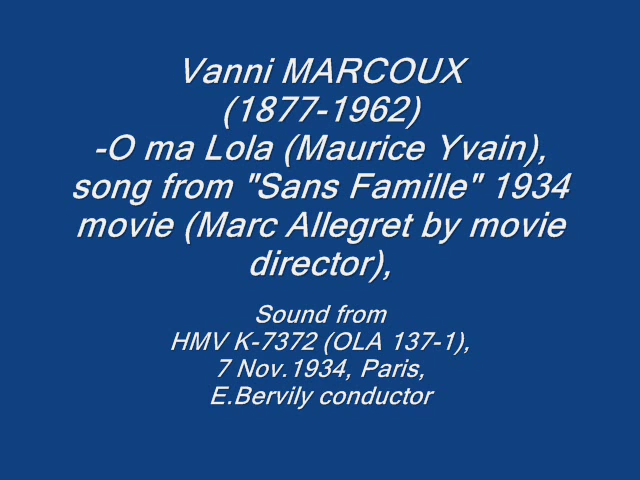 Vanni MARCOUX
(1877-1962)
-O ma Lola (Maurice Yvain),
song from "Sans Famille" 1934
movie (Marc Allegret by movie
director),
Sound from
HMV K-7372 (OLA 137-1),
7 Nov.1934, Paris,
E.Bervily conductor